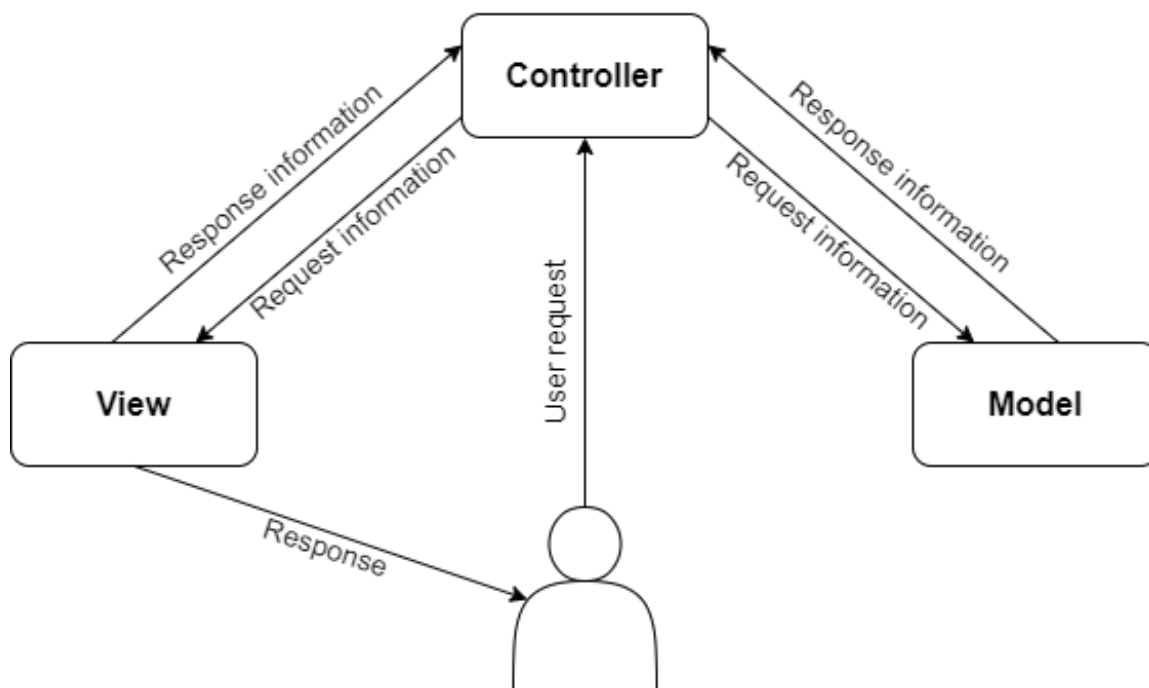 Controller
Response information
Request information
Response information
Request information
User request
View
Model
Response